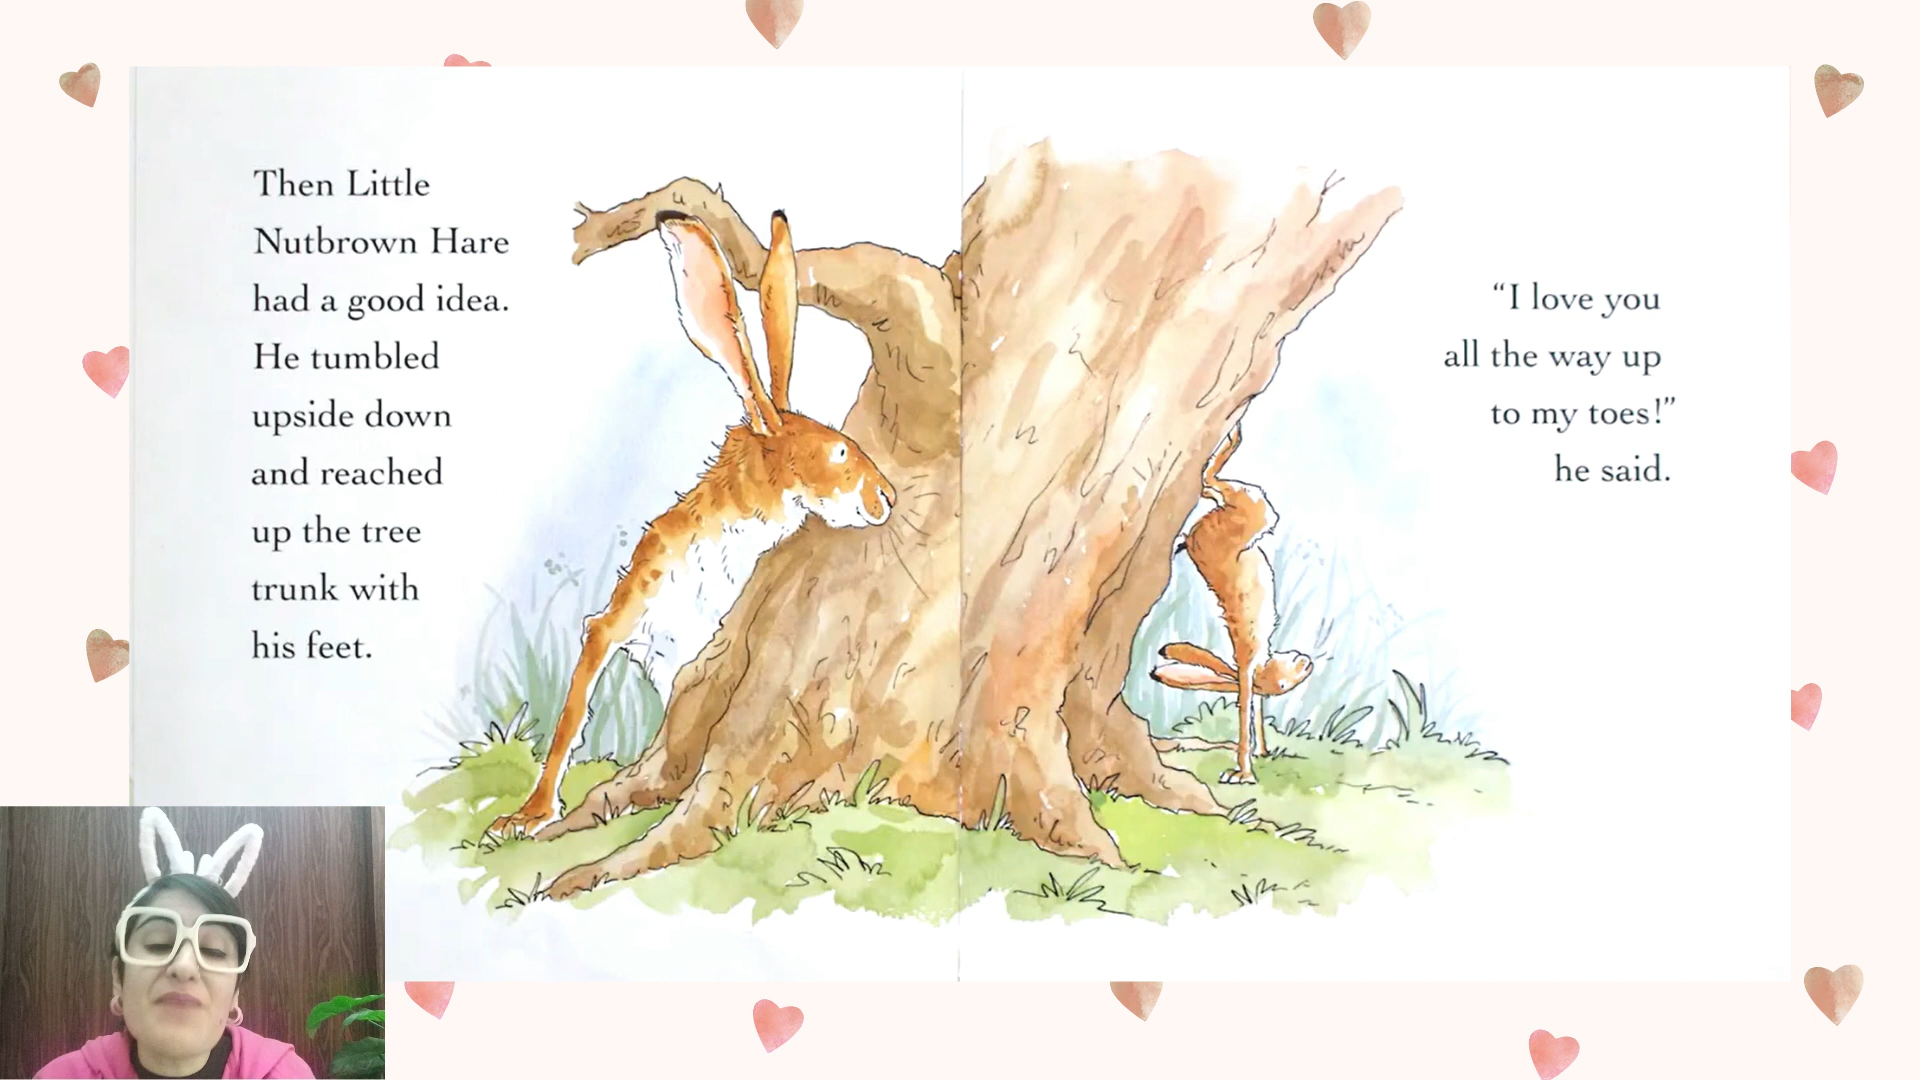 Then Little
Nutbrown Hare
had a good idea.
He tumbled
upside down
and reached
up the tree
trunk with
his feet.
“I love you
all the way up
to my toes!”
he said.